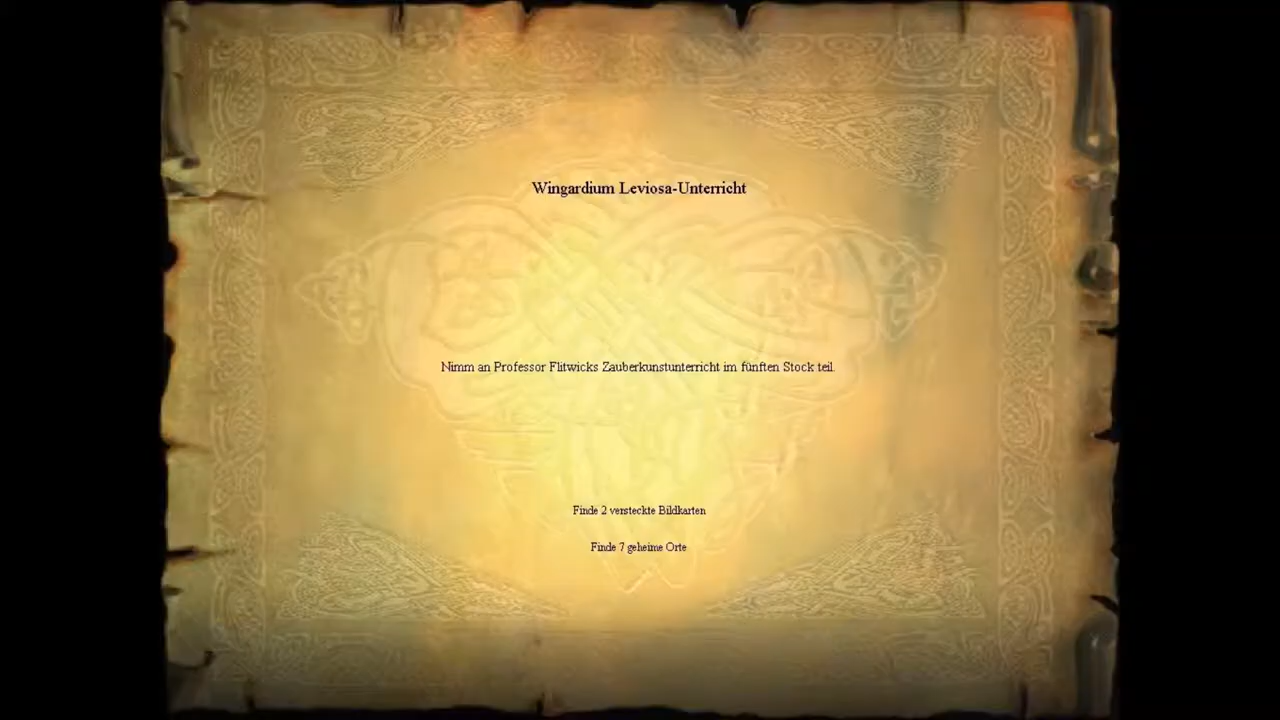 Wingardium Leviosa-Unterricht
Nimm an Professor Flitwicks Zauberkunstunterricht im fünften Stock teil.
Finde 2 versteckte Bildkarten
Finde 7 geheime Orte